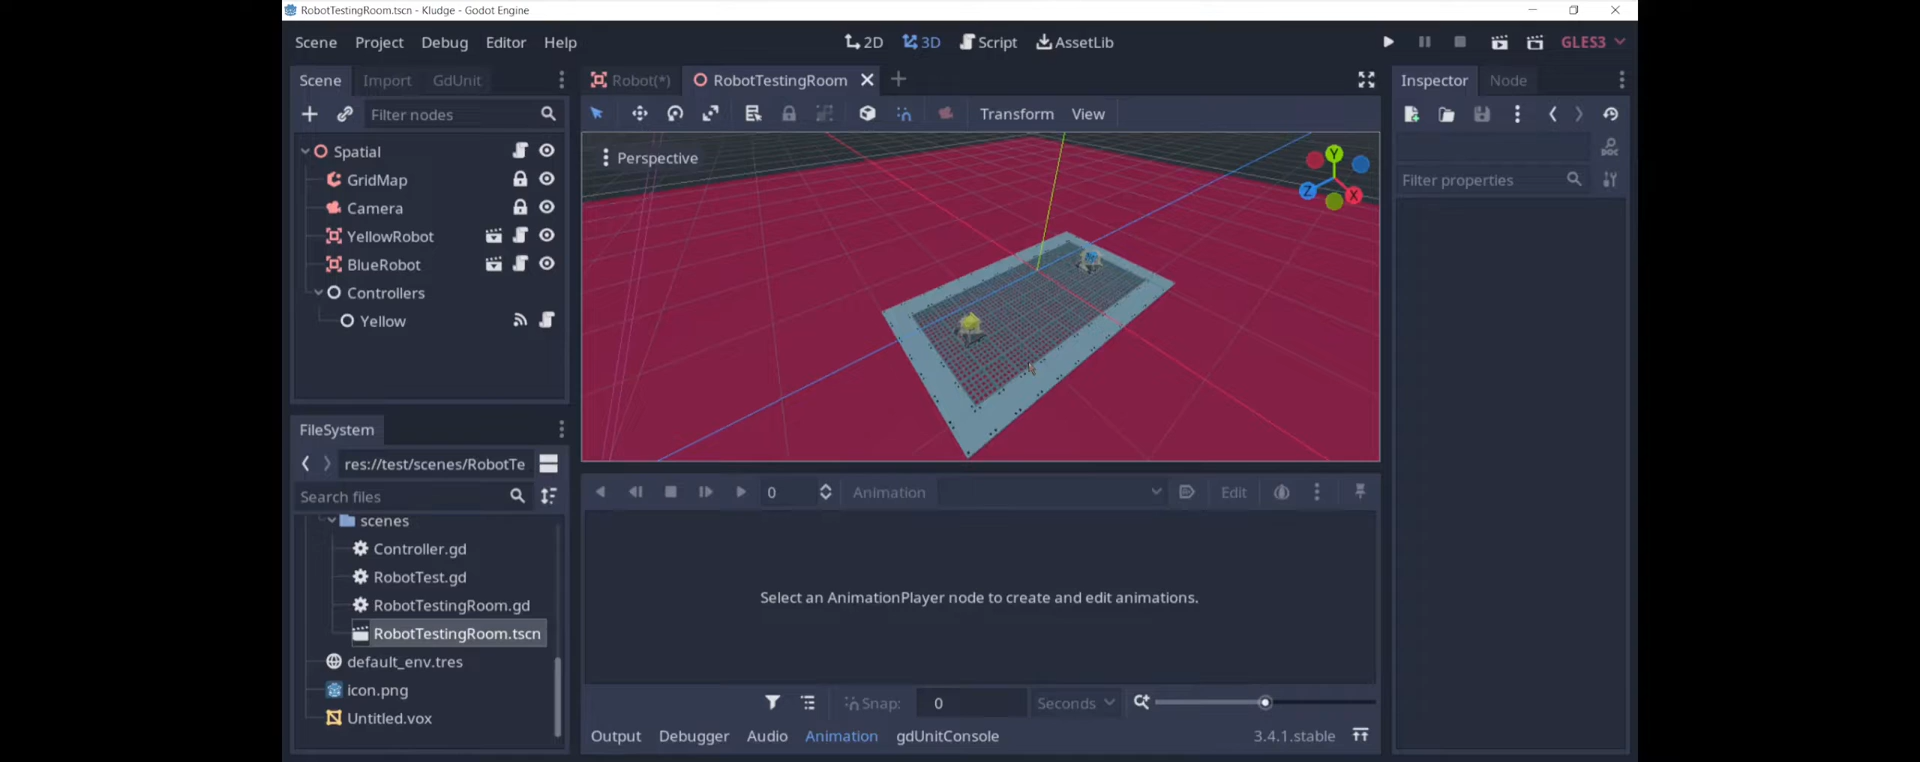 RobotTestingRoom.tscn - Kludge - Godot Engine
Scene Project Debug Editor Help 2D 3D Script AssetLib GLES3
Scene Import GdUnit
Filter nodes
Spatial
GridMap
Camera
YellowRobot
BlueRobot
Controllers
Yellow
FileSystem
res://test/scenes/RobotTe
Search files
scenes
Controller.gd
RobotTest.gd
RobotTestingRoom.gd
RobotTestingRoom.tscn
default_env.tres
icon.png
Untitled.vox
Robot(*) RobotTestingRoom
Transform View
Perspective
Y
Z
X
0 Animation Edit
Select an AnimationPlayer node to create and edit animations.
Snap: 0 Seconds
Output Debugger Audio Animation gdUnitConsole 3.4.1.stable
Inspector Node
Filter properties